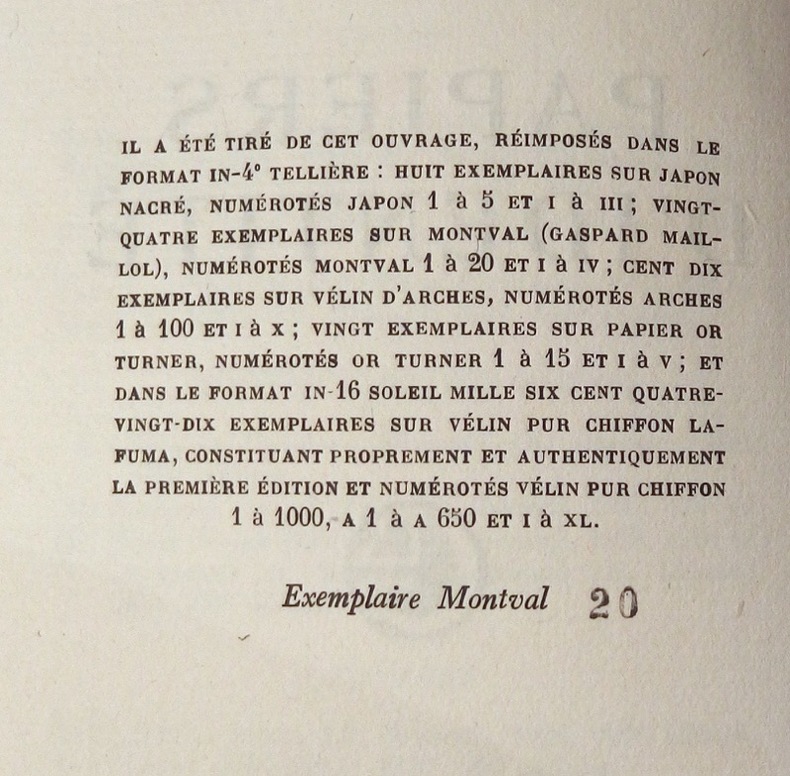 IL A ÉTÉ TIRÉ DE CET OUVRAGE, RÉIMPOSÉS DANS LE
FORMAT IN-4° TELLIÈRE : HUIT EXEMPLAIRES SUR JAPON
NACRÉ, NUMÉROTÉS JAPON 1 à 5 ET I à III ; VINGT-
QUATRE EXEMPLAIRES SUR MONTVAL (GASPARD MAIL-
LOL), NUMÉROTÉS MONTVAL 1 à 20 ET I à IV ; CENT DIX
EXEMPLAIRES SUR VÉLIN D'ARCHES, NUMÉROTÉS ARCHES
1 à 100 ET I à X ; VINGT EXEMPLAIRES SUR PAPIER OR
TURNER, NUMÉROTÉS OR TURNER 1 à 15 ET I à V ; ET
DANS LE FORMAT IN-16 SOLEIL MILLE SIX CENT QUATRE-
VINGT-DIX EXEMPLAIRES SUR VÉLIN PUR CHIFFON LA-
FUMA, CONSTITUANT PROPREMENT ET AUTHENTIQUEMENT
LA PREMIÈRE ÉDITION ET NUMÉROTÉS VÉLIN PUR CHIFFON
1 à 1000, A 1 à A 650 ET I à XL.
Exemplaire Montval 20